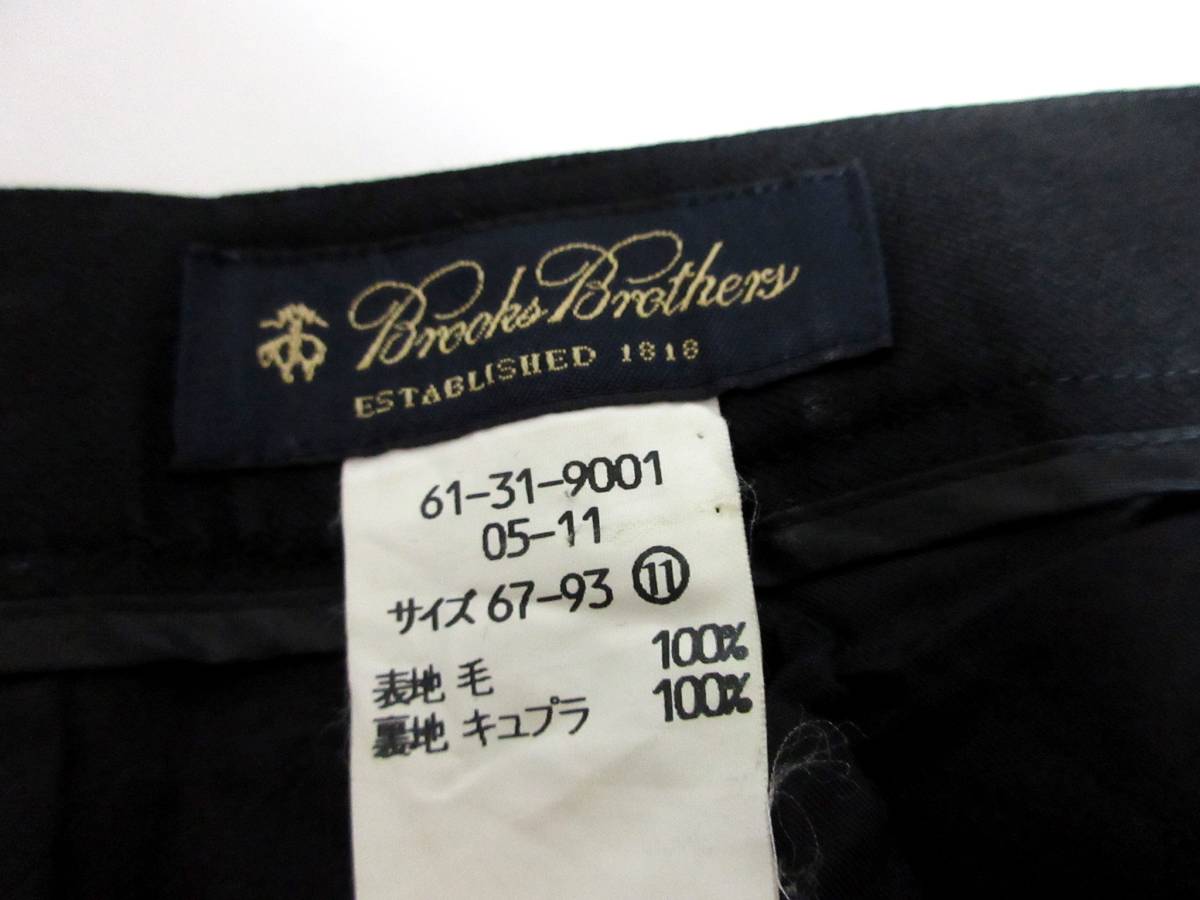 Brooks Brothers
ESTABLISHED 1818
61-31-9001
05-11
サイズ 67-93 ⑪
表地 毛 100%
裏地 キュプラ 100%